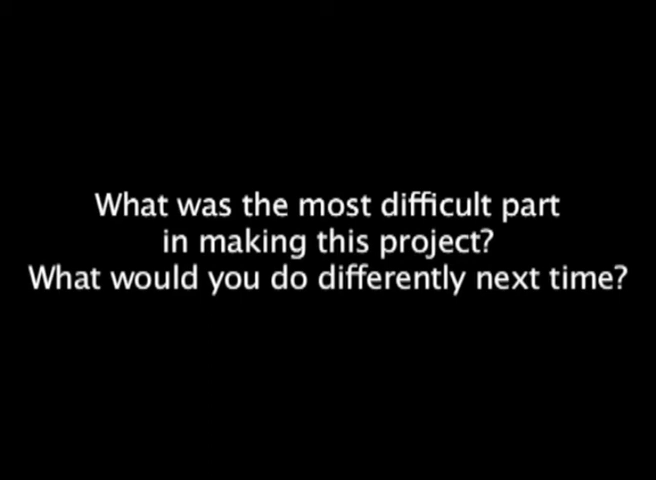 What was the most difficult part
in making this project?
What would you do differently next time?